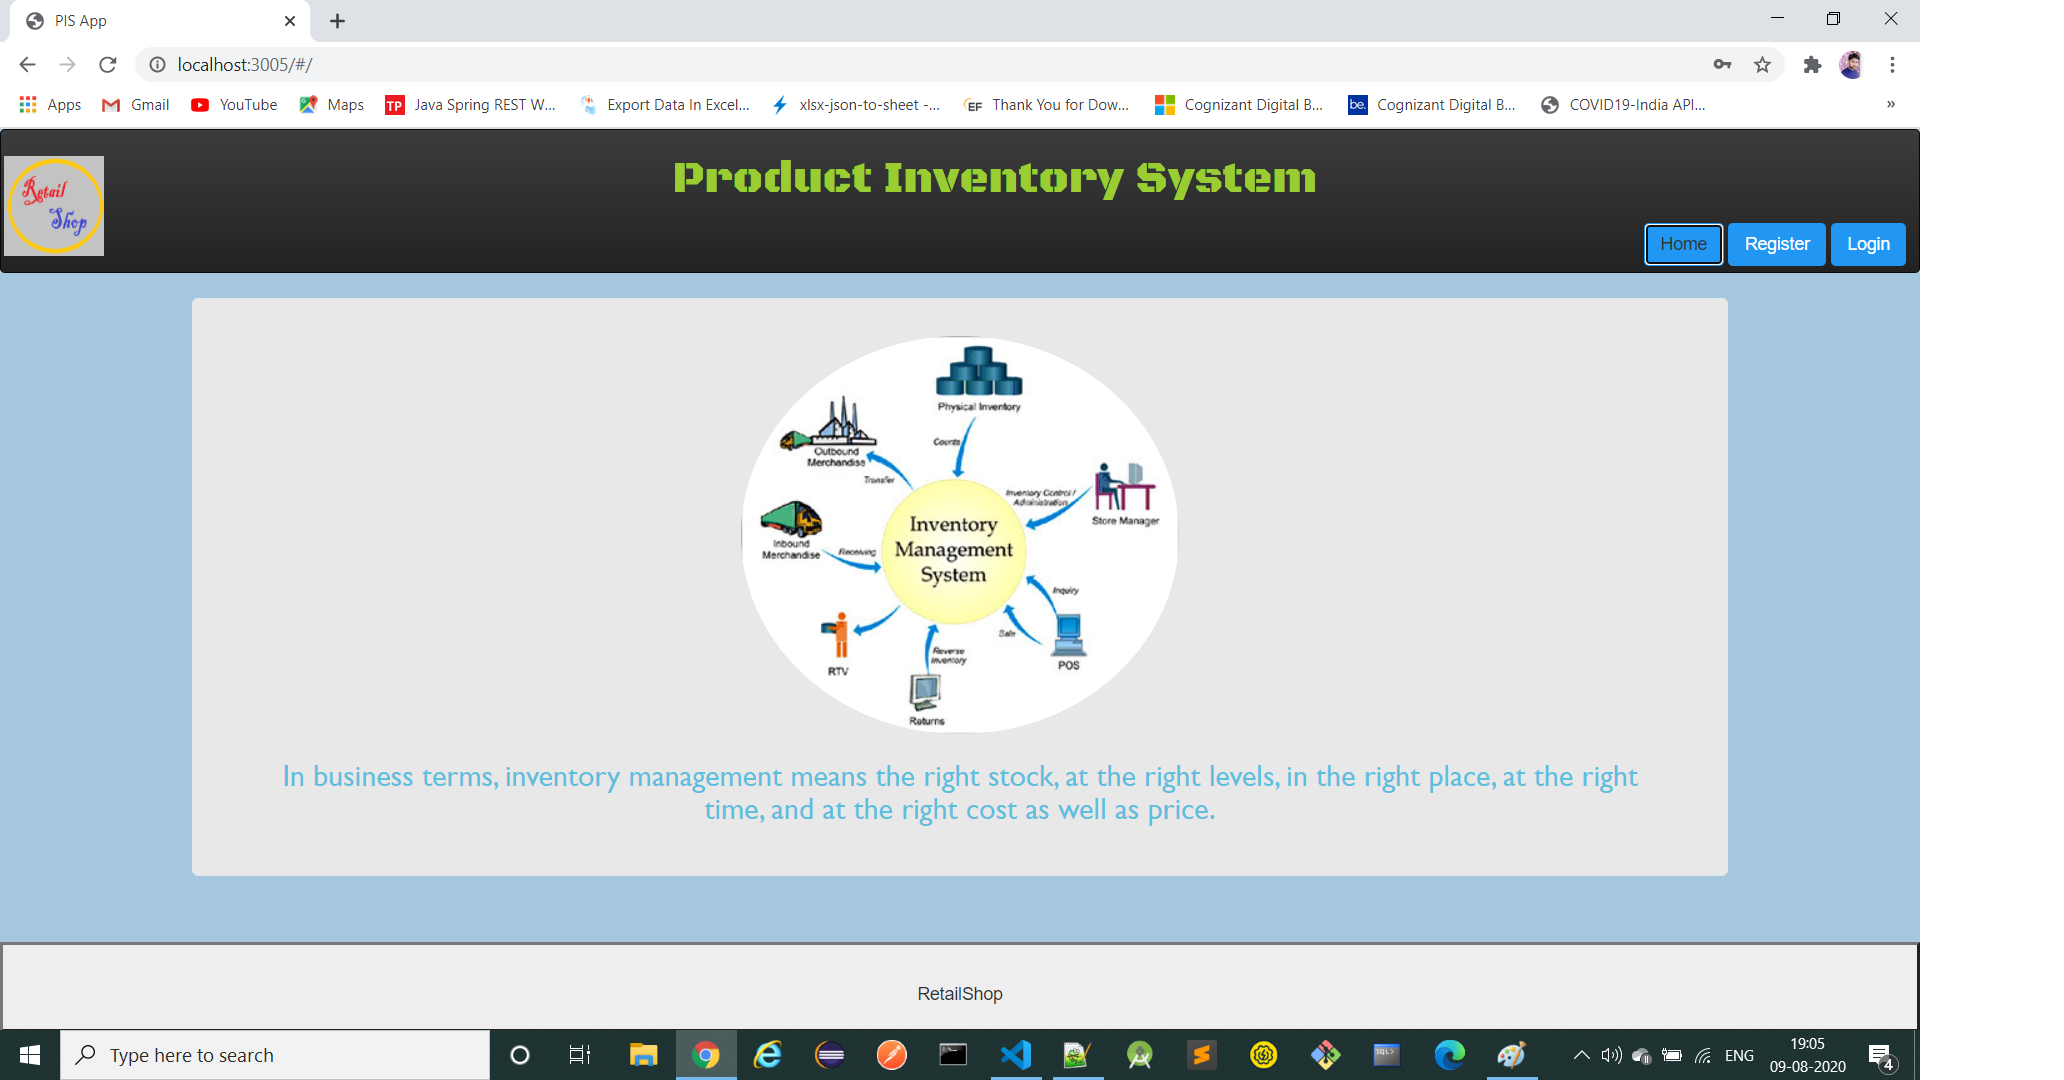 PIS App
localhost:3005/#/
Apps
Gmail
YouTube
Maps
TP
Java Spring REST W...
Export Data In Excel...
xlsx-json-to-sheet -...
EF
Thank You for Dow...
Cognizant Digital B...
be.
Cognizant Digital B...
COVID19-India API...
»
Retail
Shop
Product Inventory System
Home
Register
Login
Physical Inventory
Counts
Outbound
Merchandise
Transfer
Inventory Control /
Administration
Store Manager
Inbound
Merchandise
Receiving
Inventory
Management
System
Inquiry
Sale
POS
RTV
Reverse
Inventory
Returns
In business terms, inventory management means the right stock, at the right levels, in the right place, at the right
time, and at the right cost as well as price.
RetailShop
Type here to search
SQL>
ENG
19:05
09-08-2020
4